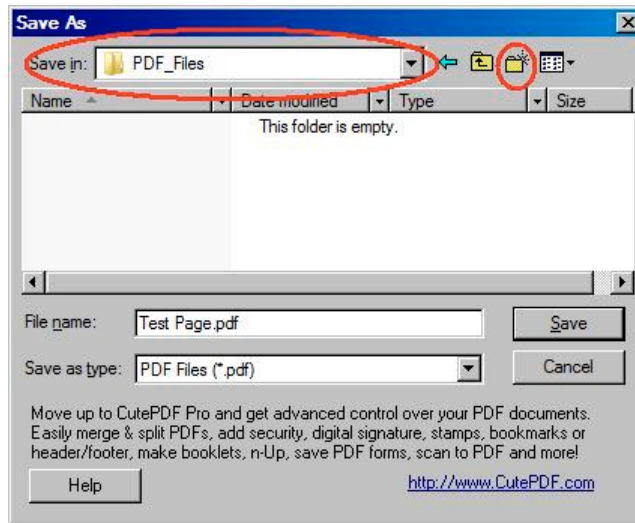 Save As
Save in: PDF_Files
Name Date modified Type Size
This folder is empty.
File name: Test Page.pdf Save
Save as type: PDF Files (*.pdf) Cancel
Move up to CutePDF Pro and get advanced control over your PDF documents.
Easily merge & split PDFs, add security, digital signature, stamps, bookmarks or
header/footer, make booklets, n-Up, save PDF forms, scan to PDF and more!
Help http://www.CutePDF.com